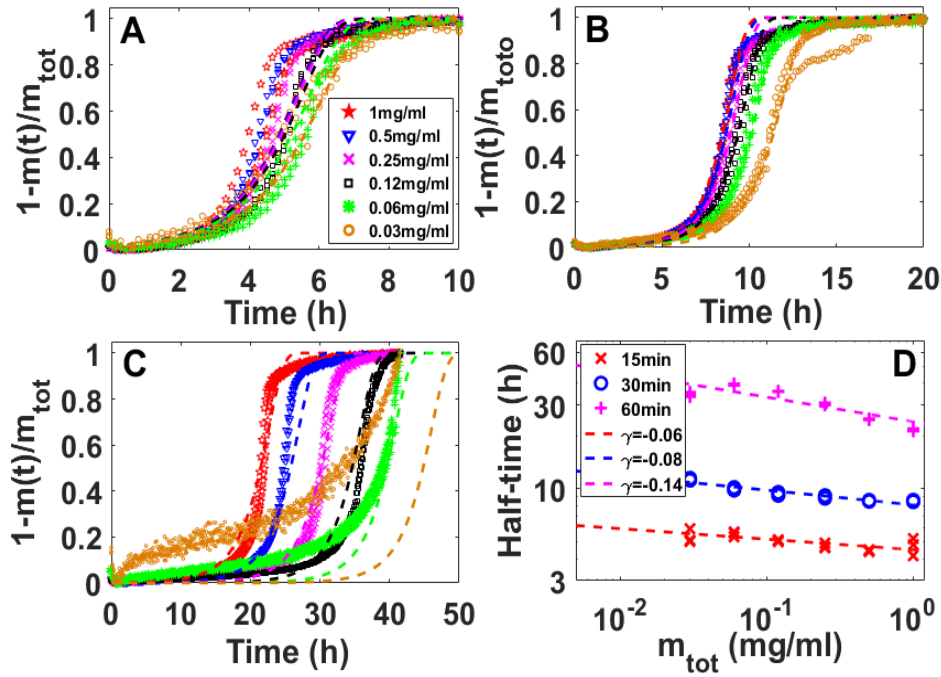 A
1-m(t)/m_tot
1
0.8
0.6
0.4
0.2
0
0 2 4 6 8 10
Time (h)
1mg/ml
0.5mg/ml
0.25mg/ml
0.12mg/ml
0.06mg/ml
0.03mg/ml
B
1-m(t)/m_toto
1
0.8
0.6
0.4
0.2
0
0 5 10 15 20
Time (h)
C
1-m(t)/m_tot
1
0.8
0.6
0.4
0.2
0
0 10 20 30 40 50
Time (h)
D
Half-time (h)
60
30
10
3
15min
30min
60min
γ=-0.06
γ=-0.08
γ=-0.14
10^-2 10^-1 10^0
m_tot (mg/ml)